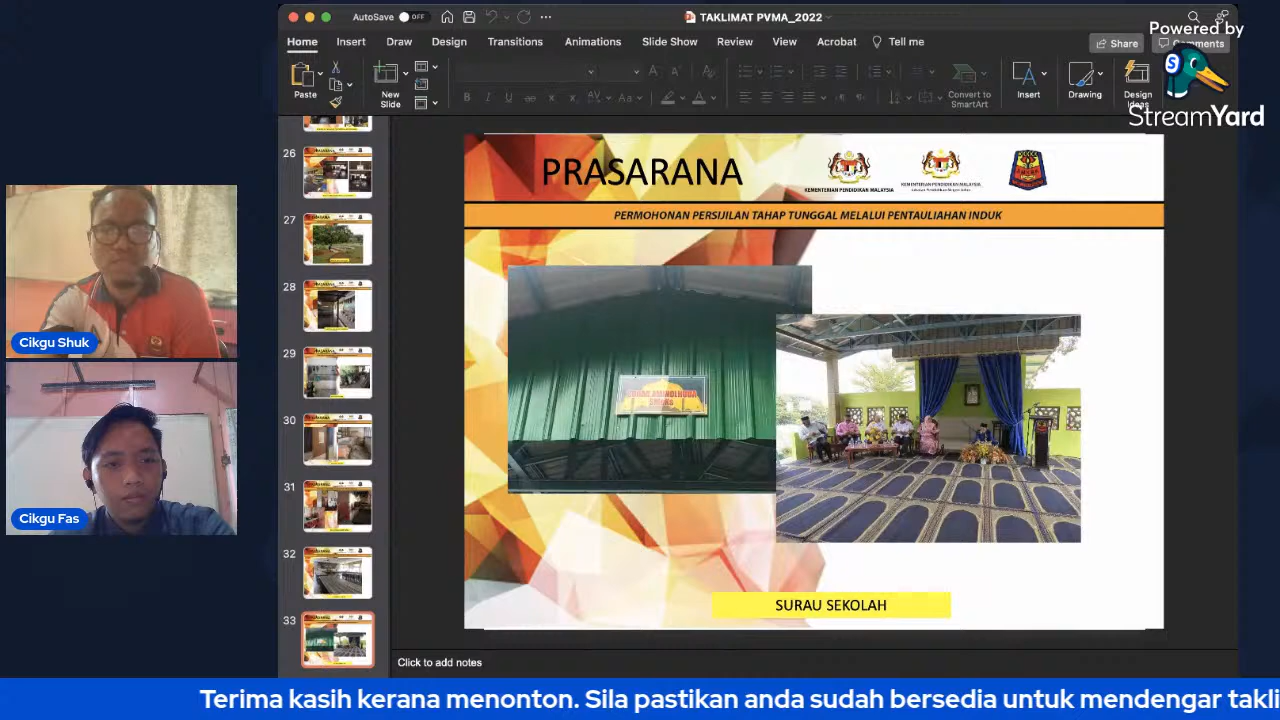 AutoSave OFF
TAKLIMAT PVMA_2022
Powered by
StreamYard
Home Insert Draw Design Transitions Animations Slide Show Review View Acrobat Tell me
Share Comments
Paste
New Slide
Convert to SmartArt
Insert
Drawing
Design Ideas
26
27
28
29
30
31
32
33
PRASARANA
KEMENTERIAN PENDIDIKAN MALAYSIA
KEMENTERIAN PENDIDIKAN MALAYSIA
PERMOHONAN PERSIJILAN TAHAP TUNGGAL MELALUI PENTAULIAHAN INDUK
SURAU SEKOLAH
Cikgu Shuk
Cikgu Fas
Click to add notes
Terima kasih kerana menonton. Sila pastikan anda sudah bersedia untuk mendengar takli